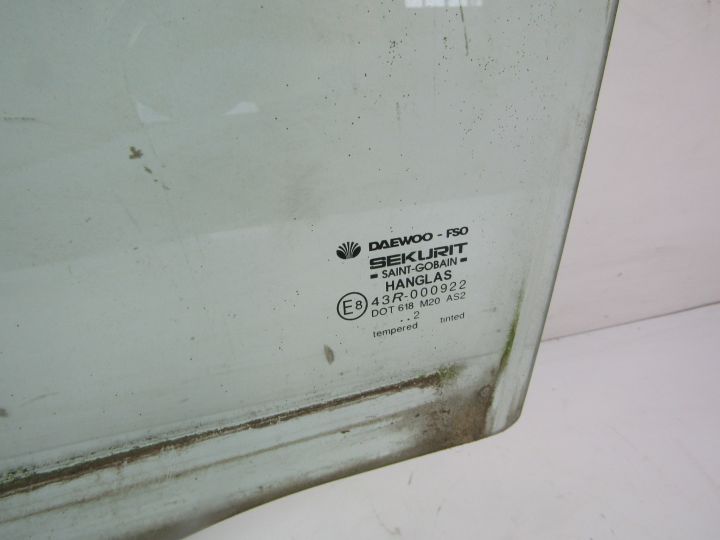 DAEWOO - FSO
SEKURIT
- SAINT-GOBAIN -
HANGLAS
E8 43R-000922
DOT 618 M20 AS2
..2
tempered tinted